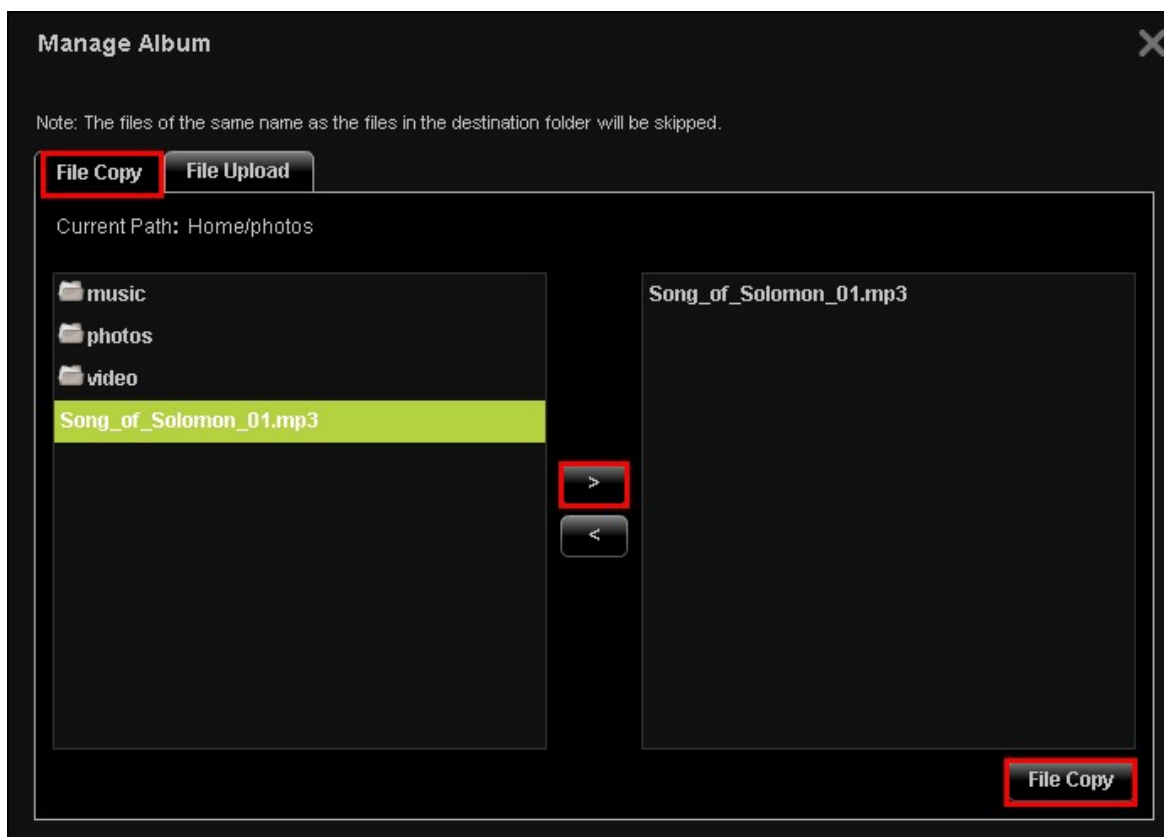 Manage Album
Note: The files of the same name as the files in the destination folder will be skipped.
File Copy
File Upload
Current Path: Home/photos
music
photos
video
Song_of_Solomon_01.mp3
>
<
Song_of_Solomon_01.mp3
File Copy